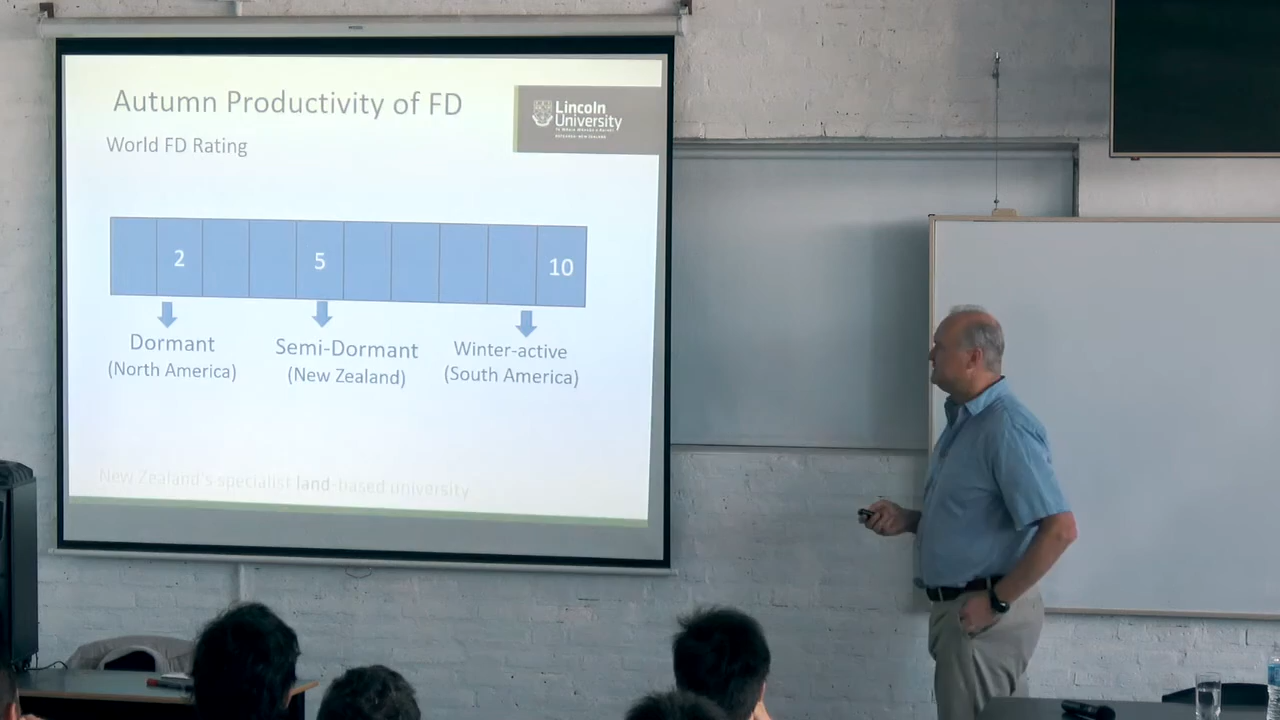 Autumn Productivity of FD
Lincoln
University
World FD Rating
2
5
10
Dormant
(North America)
Semi-Dormant
(New Zealand)
Winter-active
(South America)
New Zealand's specialist land-based university